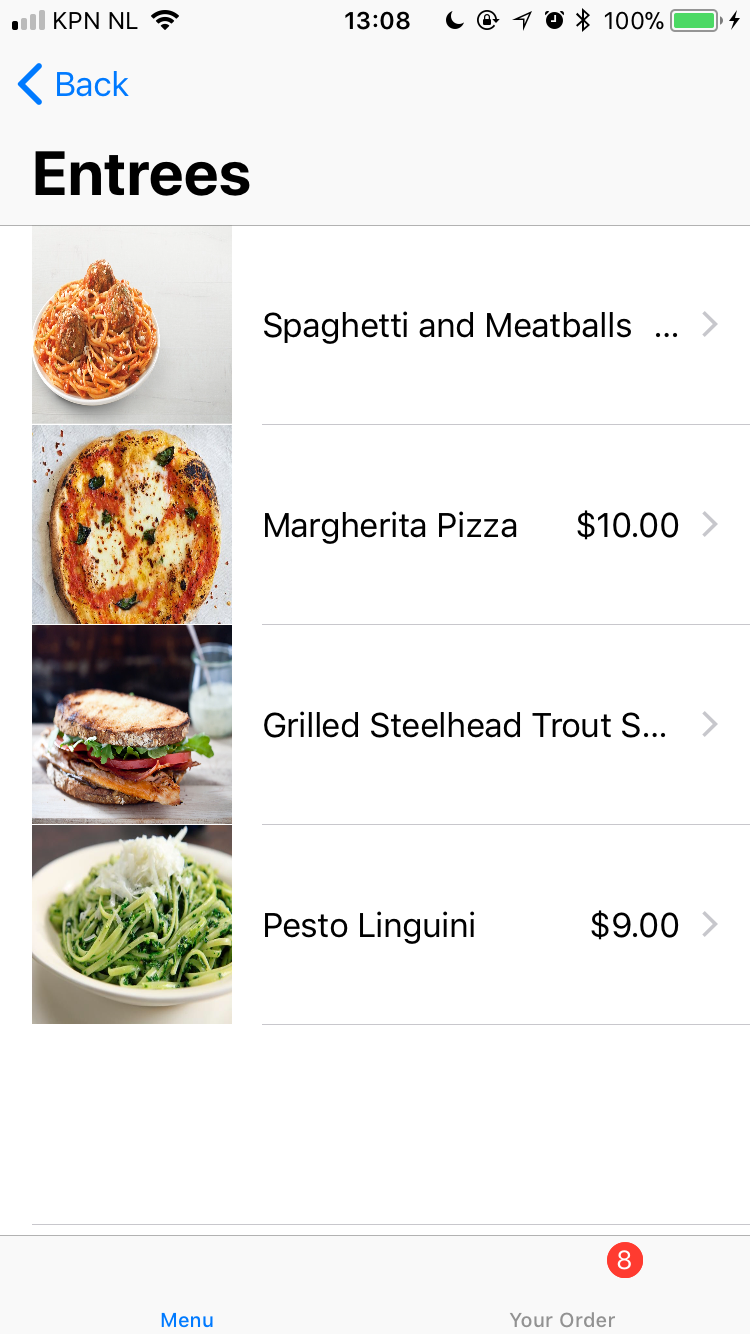 KPN NL 13:08 100%
Back
Entrees
Spaghetti and Meatballs ...
Margherita Pizza $10.00
Grilled Steelhead Trout S...
Pesto Linguini $9.00
8
Menu Your Order